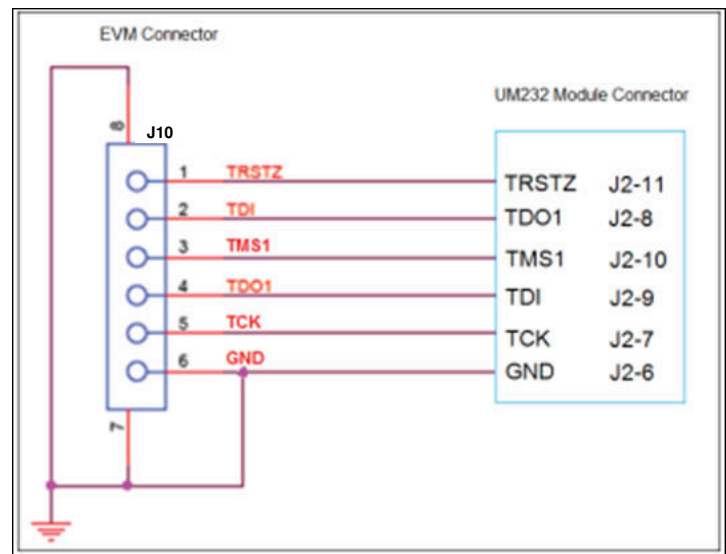 EVM Connector
UM232 Module Connector
8
J10
1 TRSTZ TRSTZ J2-11
2 TDI TDO1 J2-8
3 TMS1 TMS1 J2-10
4 TDO1 TDI J2-9
5 TCK TCK J2-7
6 GND GND J2-6
7